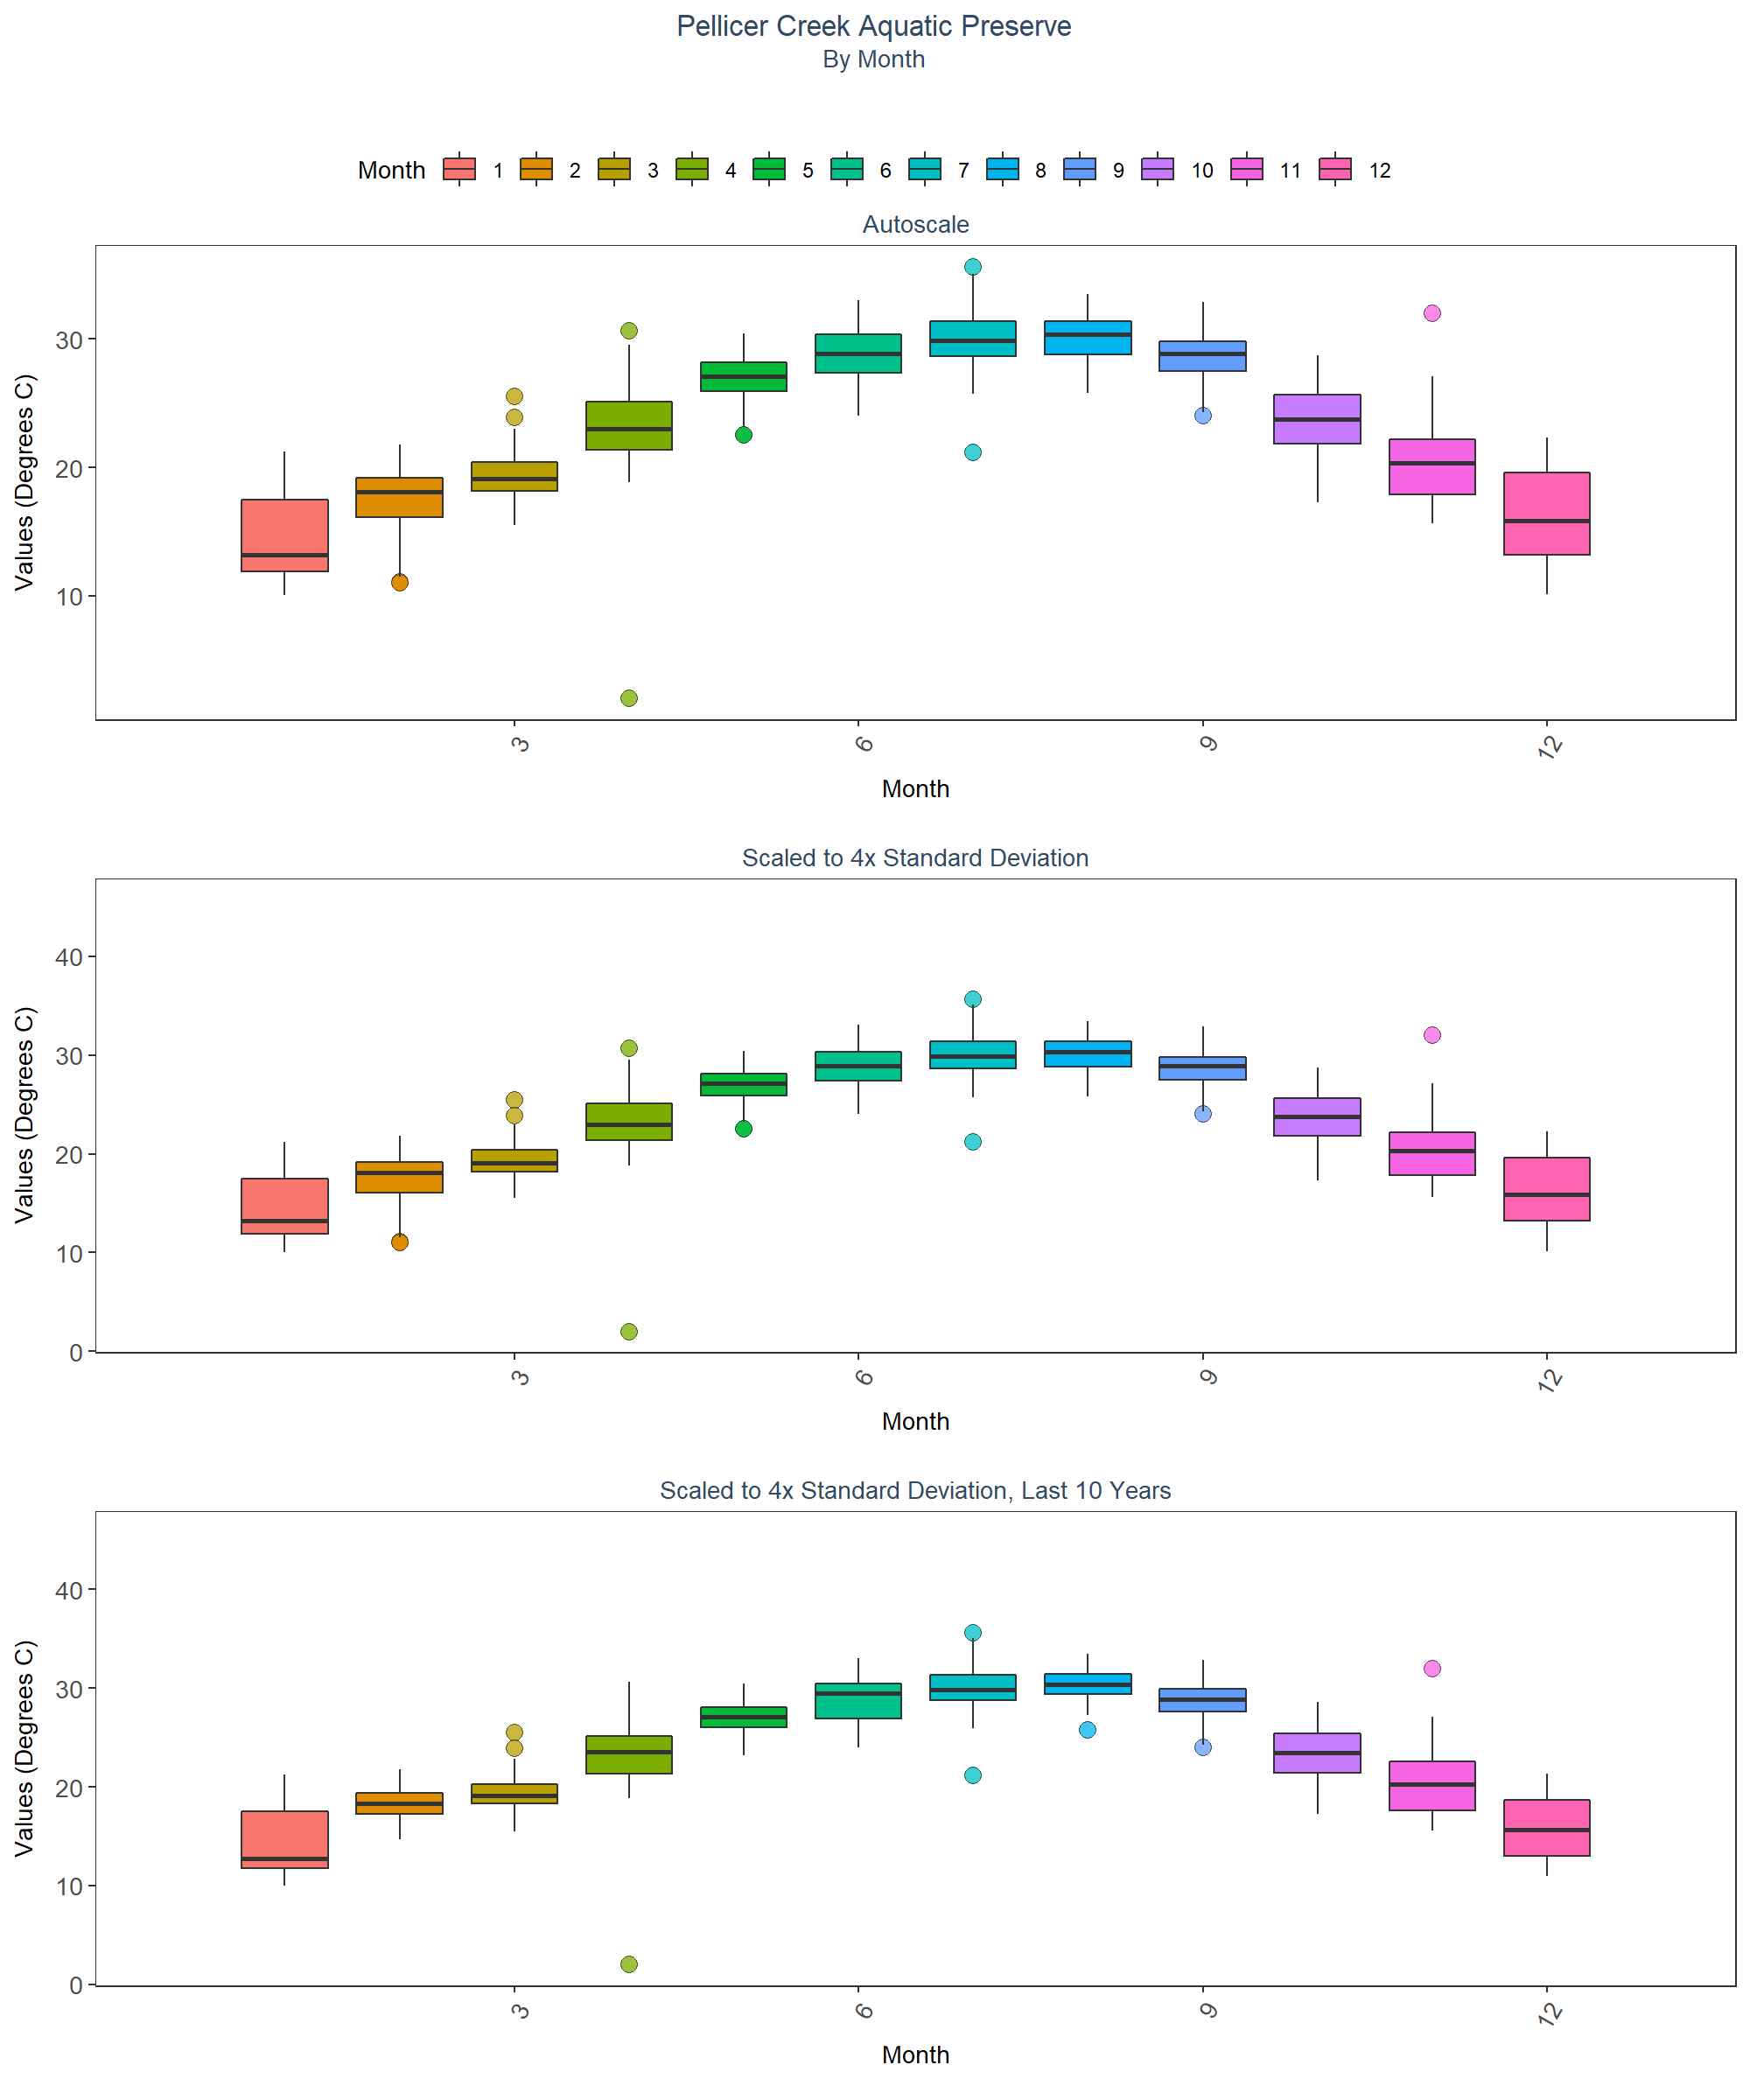 Pellicer Creek Aquatic Preserve
By Month
Month 1 2 3 4 5 6 7 8 9 10 11 12
Autoscale
Values (Degrees C)
30
20
10
3 6 9 12
Month
Scaled to 4x Standard Deviation
Values (Degrees C)
40
30
20
10
0
3 6 9 12
Month
Scaled to 4x Standard Deviation, Last 10 Years
Values (Degrees C)
40
30
20
10
0
3 6 9 12
Month